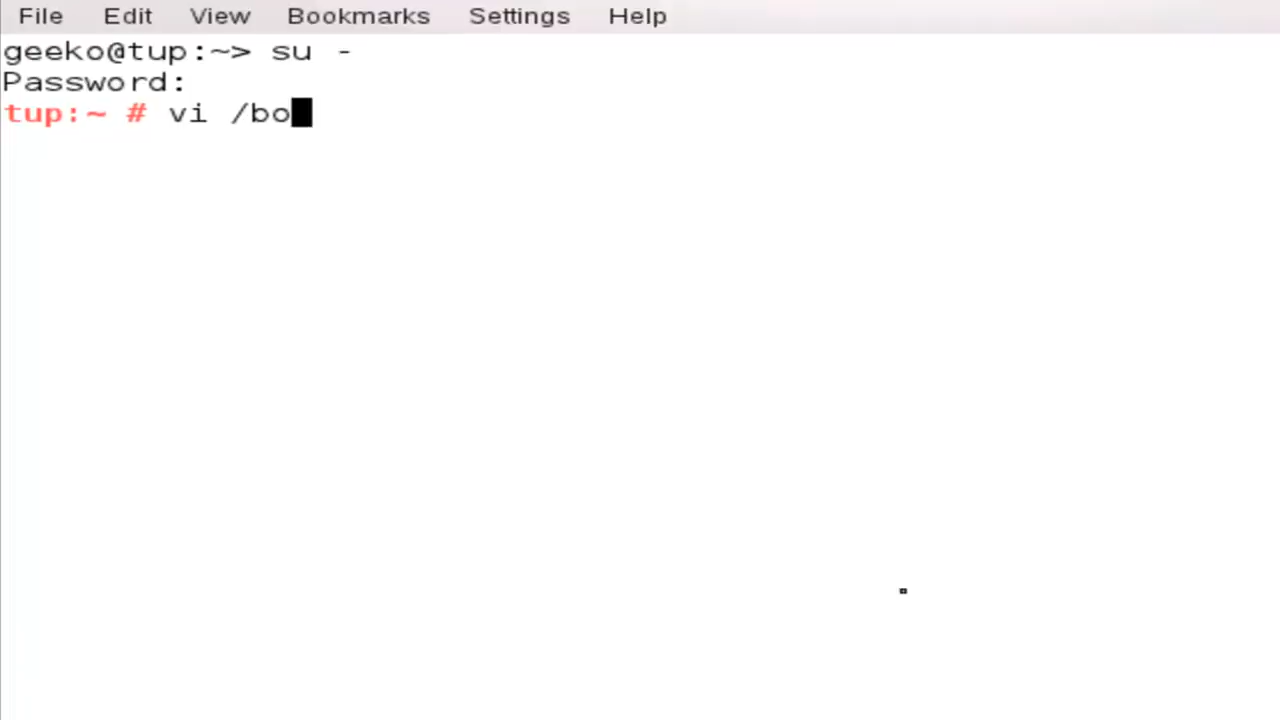 File Edit View Bookmarks Settings Help
geeko@tup:~> su -
Password:
tup:~ # vi /bo